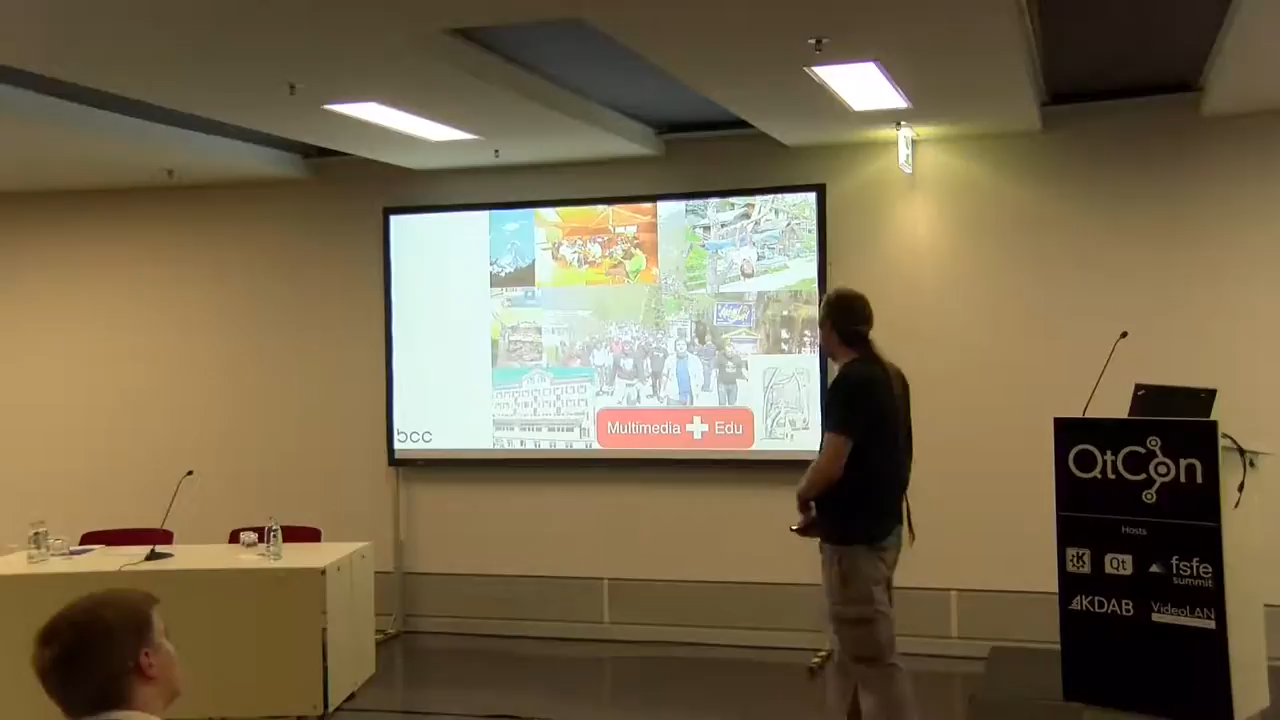 bcc
Multimedia Edu
QtCon
Hosts
Qt
fsfe
summit
KDAB
VideoLAN